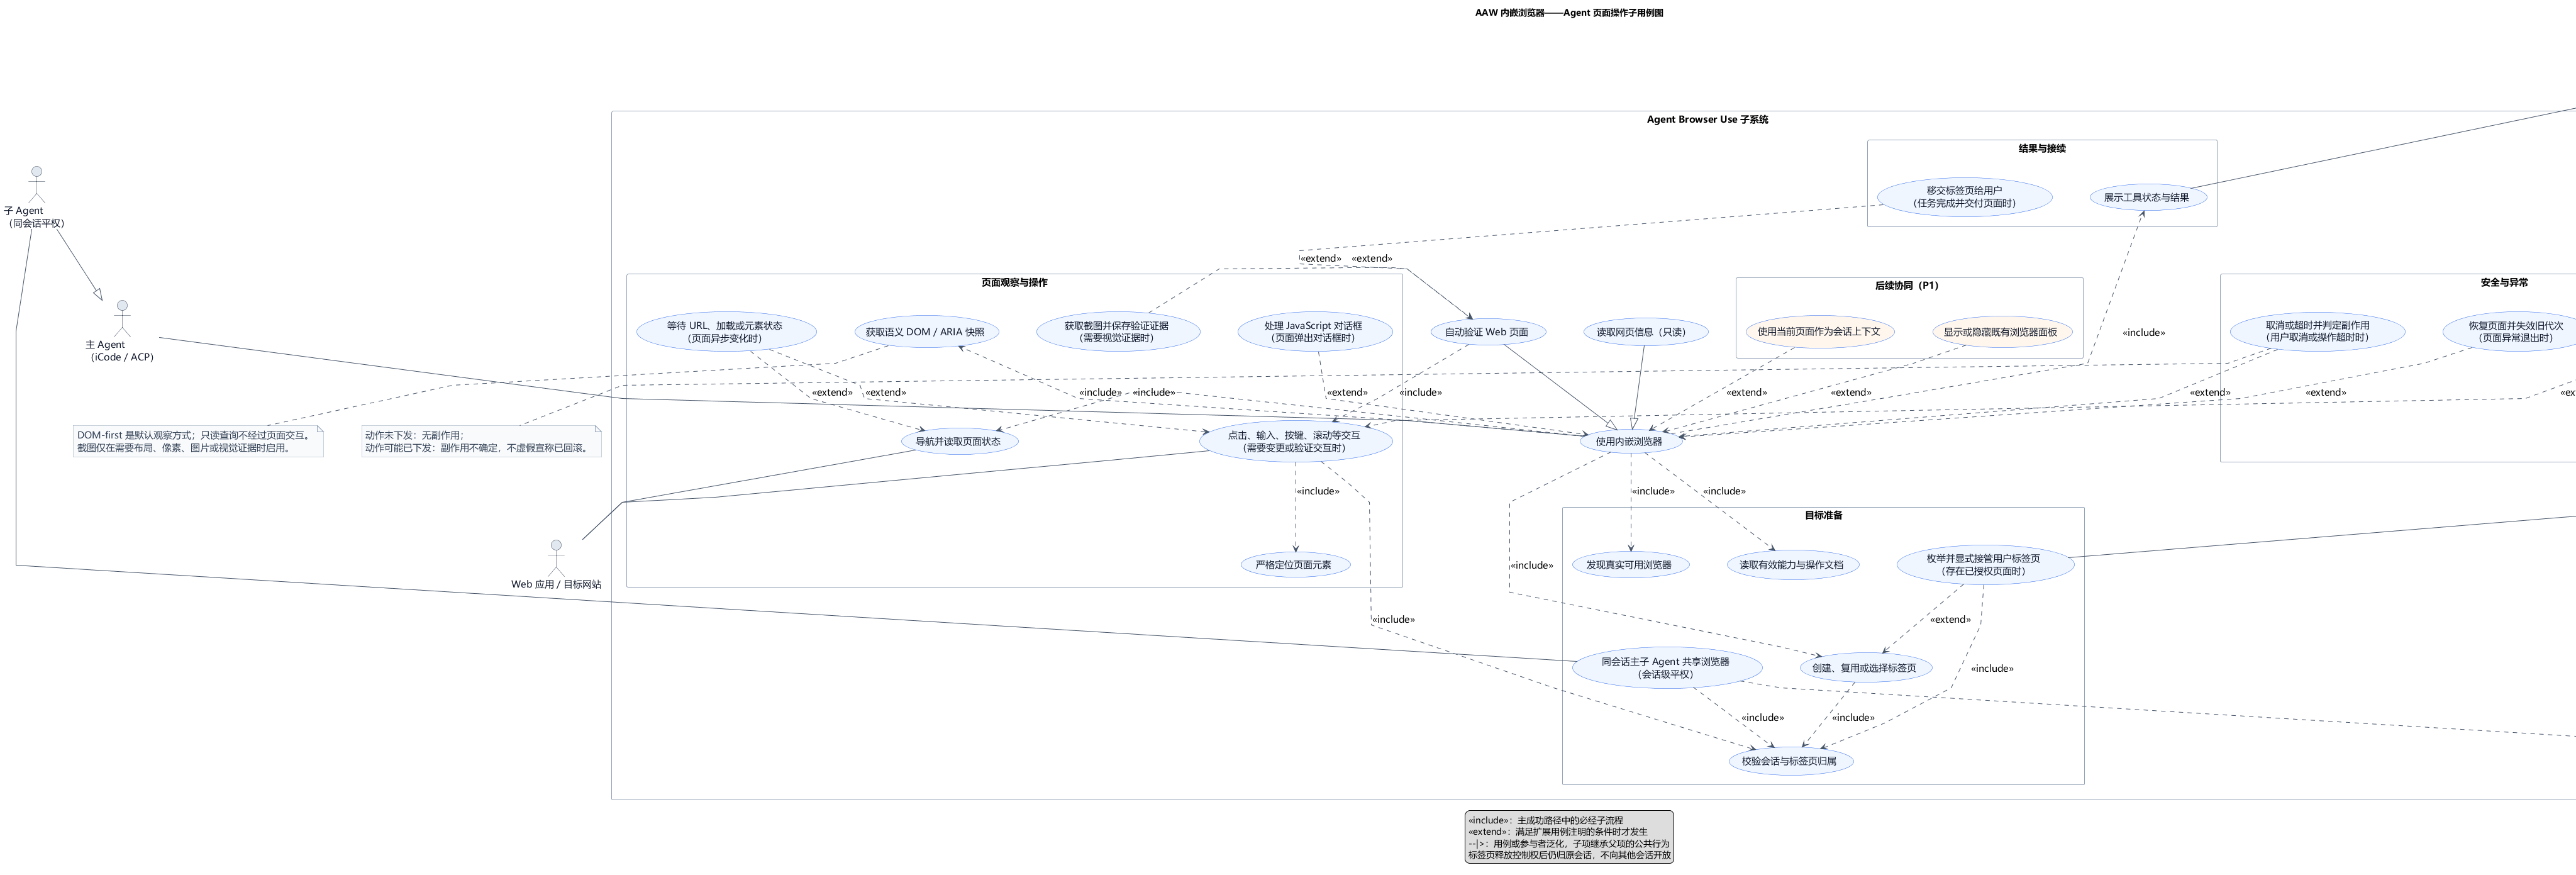 AAW 内嵌浏览器——Agent 页面操作子用例图
Agent Browser Use 子系统
结果与接续
移交标签页给用户
（任务完成并交付页面时）
展示工具状态与结果
子 Agent
（同会话平权）
主 Agent
（iCode / ACP）
«extend»
«extend»
页面观察与操作
等待 URL、加载或元素状态
（页面异步变化时）
获取语义 DOM / ARIA 快照
获取截图并保存验证证据
（需要视觉证据时）
处理 JavaScript 对话框
（页面弹出对话框时）
自动验证 Web 页面
读取网页信息（只读）
后续协同（P1）
使用当前页面作为会话上下文
显示或隐藏既有浏览器面板
«include»
安全与异常
取消或超时并判定副作用
（用户取消或操作超时时）
恢复页面并失效旧代次
（页面异常退出时）
«extend»
«extend»
«include»
«include»
«extend»
«include»
«extend»
«extend»
«extend»
«extend»
«ex
DOM-first 是默认观察方式；只读查询不经过页面交互。
截图仅在需要布局、像素、图片或视觉证据时启用。
动作未下发：无副作用；
动作可能已下发：副作用不确定，不虚假宣称已回滚。
导航并读取页面状态
点击、输入、按键、滚动等交互
（需要变更或验证交互时）
使用内嵌浏览器
«include»
«include»
«include»
Web 应用 / 目标网站
严格定位页面元素
«include»
目标准备
发现真实可用浏览器
读取有效能力与操作文档
枚举并显式接管用户标签页
（存在已授权页面时）
«include»
«extend»
同会话主子 Agent 共享浏览器
（会话级平权）
创建、复用或选择标签页
«include»
«include»
«include»
校验会话与标签页归属
«include»：主成功路径中的必经子流程
«extend»：满足扩展用例注明的条件时才发生
--|>：用例或参与者泛化，子项继承父项的公共行为
标签页释放控制权后仍归原会话，不向其他会话开放